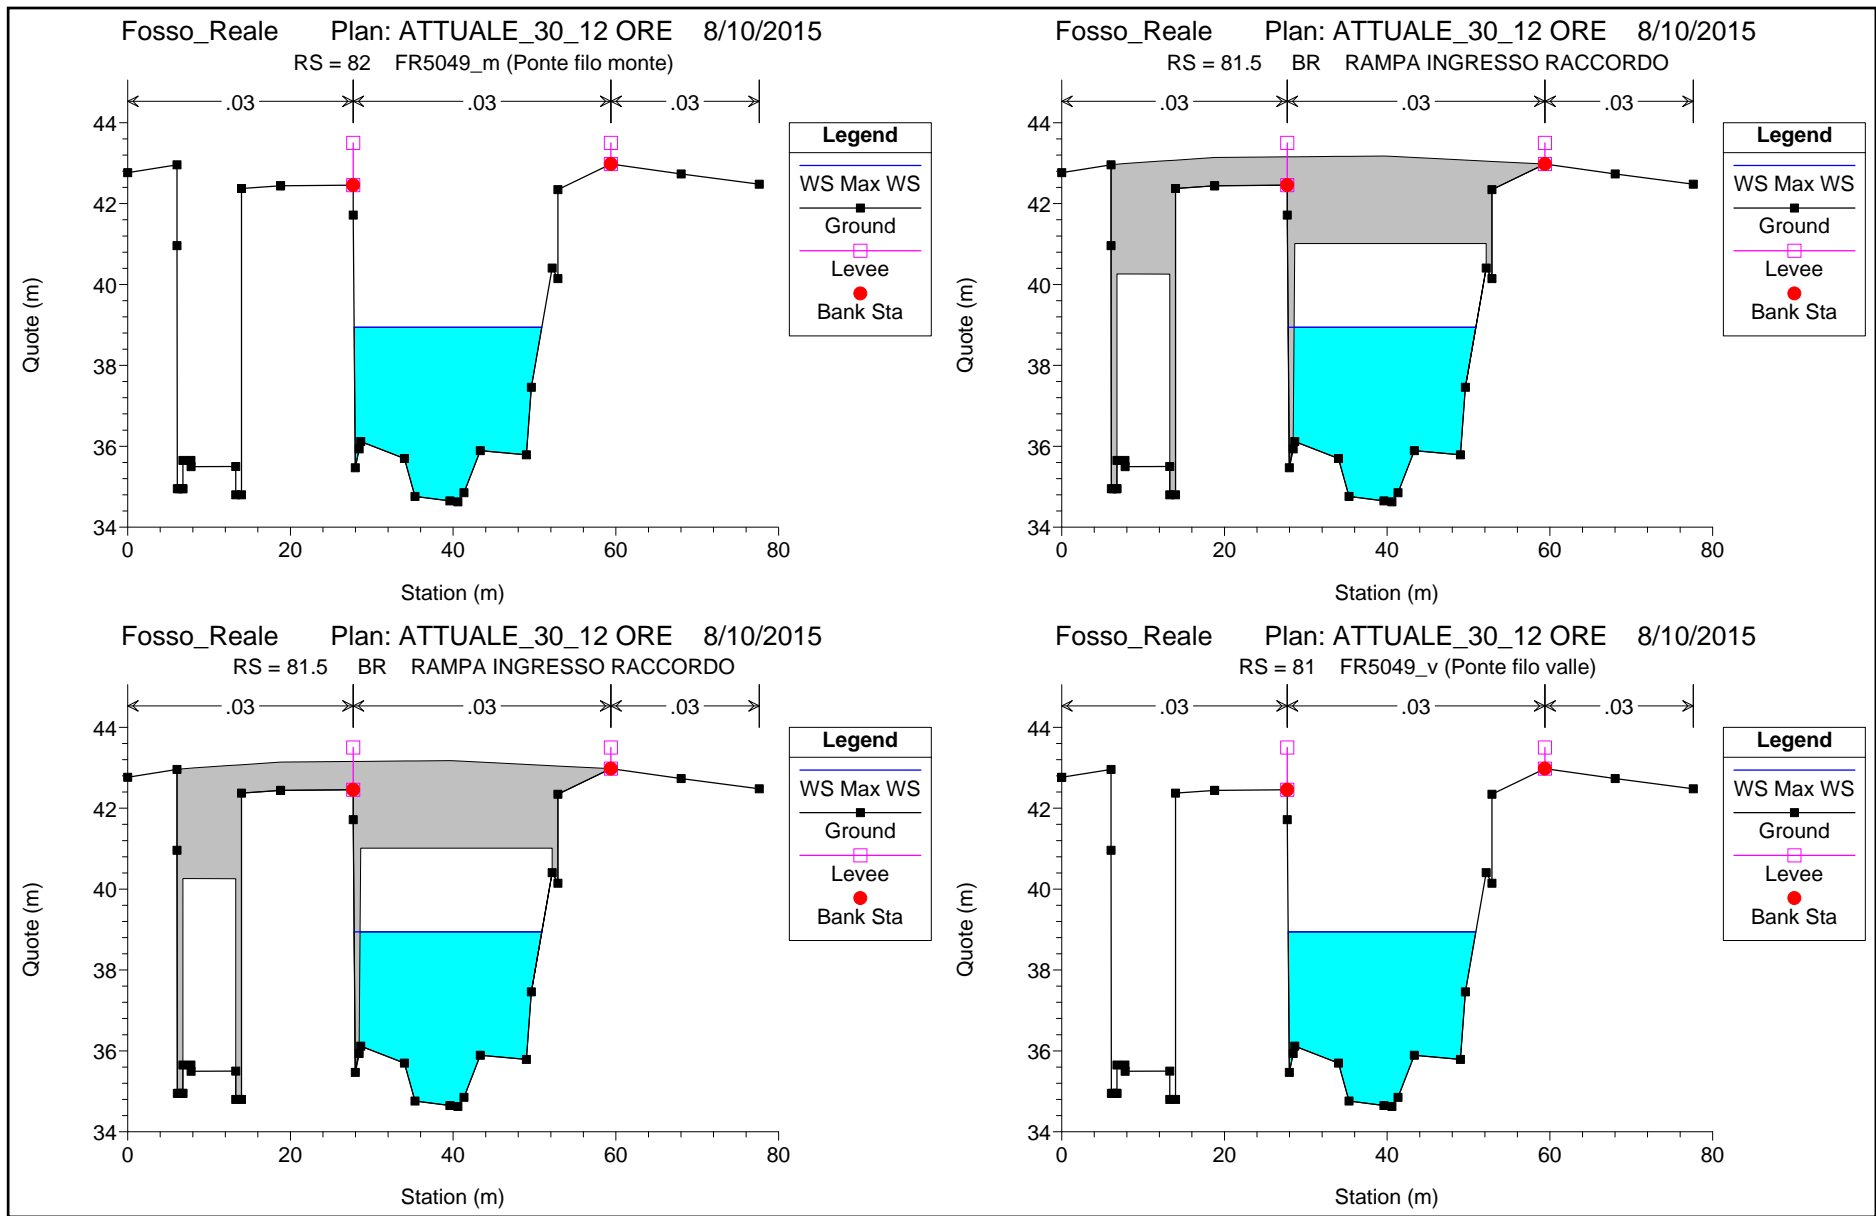 Fosso_Reale Plan: ATTUALE_30_12 ORE 8/10/2015
RS = 82 FR5049_m (Ponte filo monte)
.03 .03 .03
44
42
40
38
36
34
0 20 40 60 80
Quote (m)
Station (m)
Legend
WS Max WS
Ground
Levee
Bank Sta
Fosso_Reale Plan: ATTUALE_30_12 ORE 8/10/2015
RS = 81.5 BR RAMPA INGRESSO RACCORDO
.03 .03 .03
44
42
40
38
36
34
0 20 40 60 80
Quote (m)
Station (m)
Legend
WS Max WS
Ground
Levee
Bank Sta
Fosso_Reale Plan: ATTUALE_30_12 ORE 8/10/2015
RS = 81.5 BR RAMPA INGRESSO RACCORDO
.03 .03 .03
44
42
40
38
36
34
0 20 40 60 80
Quote (m)
Station (m)
Legend
WS Max WS
Ground
Levee
Bank Sta
Fosso_Reale Plan: ATTUALE_30_12 ORE 8/10/2015
RS = 81 FR5049_v (Ponte filo valle)
.03 .03 .03
44
42
40
38
36
34
0 20 40 60 80
Quote (m)
Station (m)
Legend
WS Max WS
Ground
Levee
Bank Sta